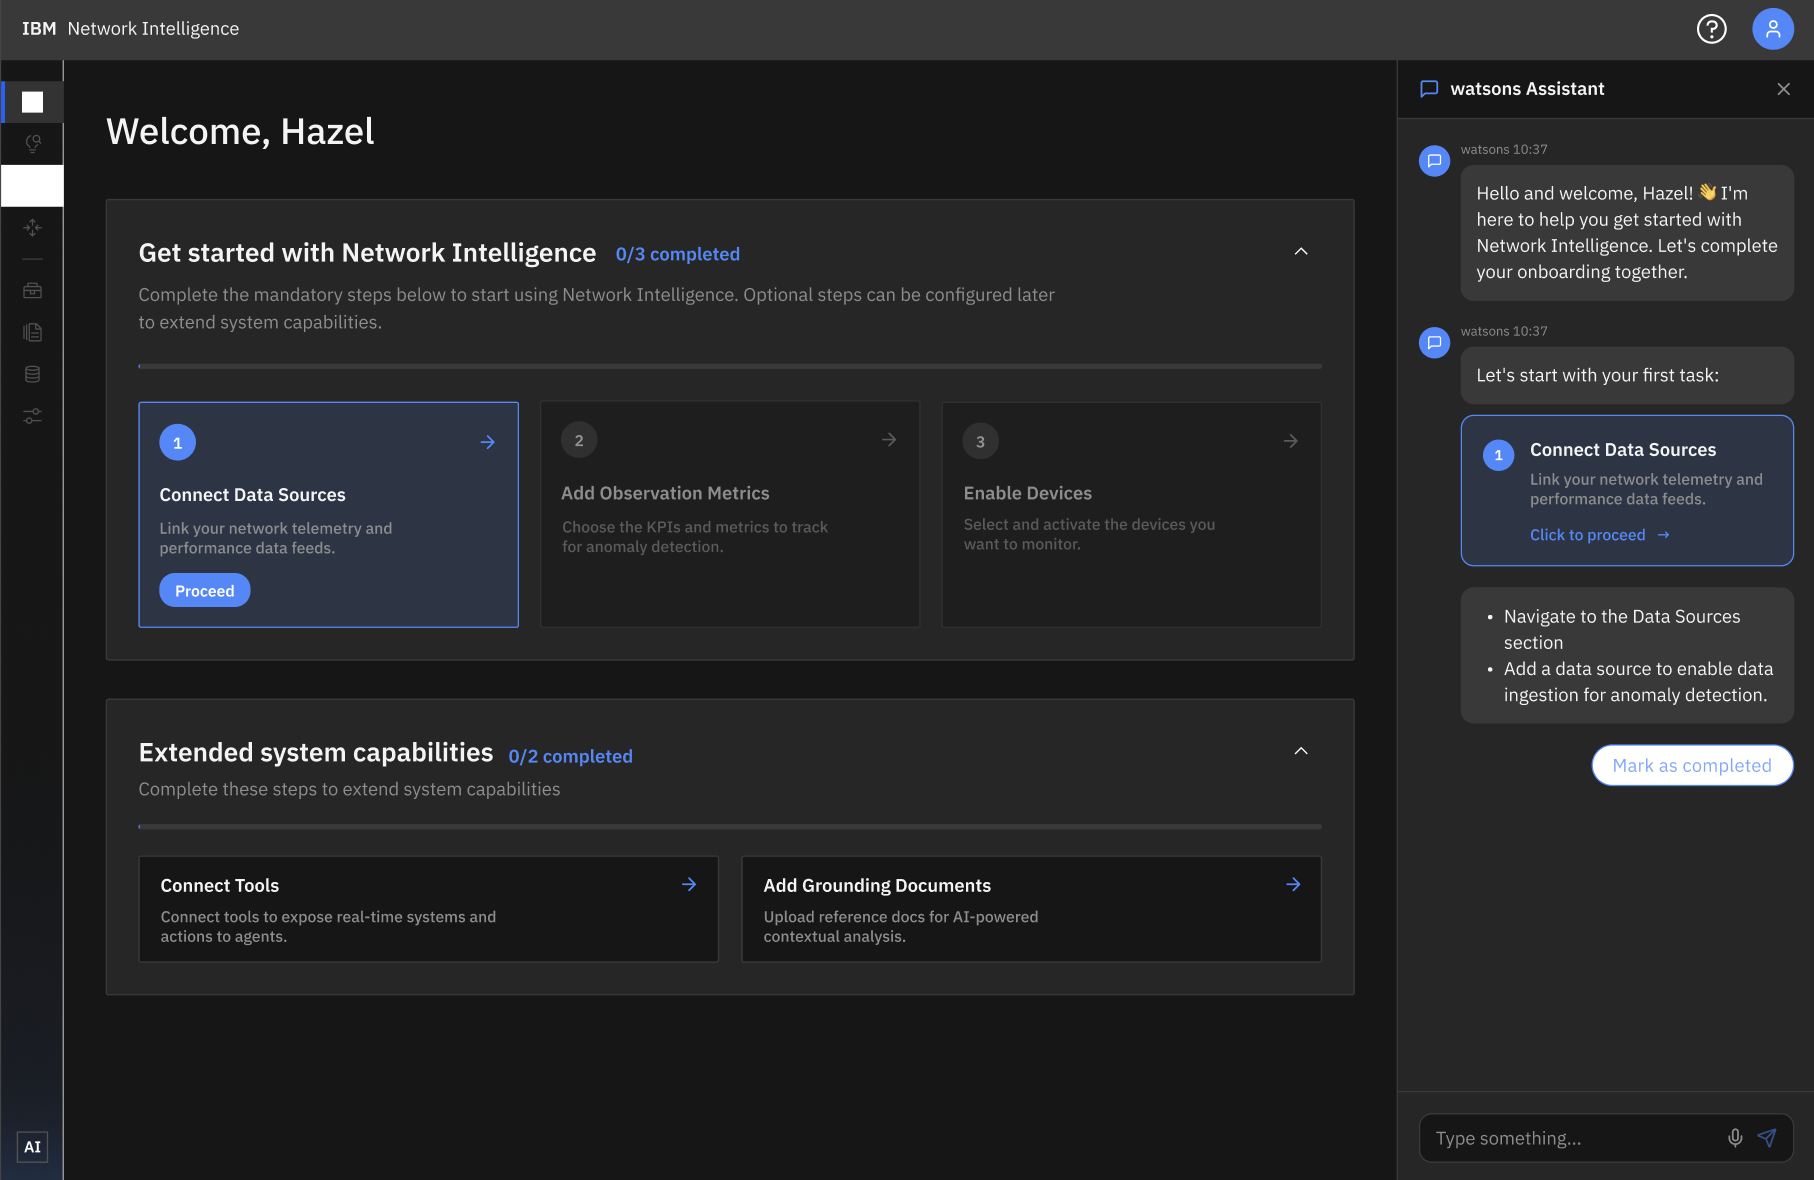 IBM Network Intelligence
Welcome, Hazel
Get started with Network Intelligence 0/3 completed
Complete the mandatory steps below to start using Network Intelligence. Optional steps can be configured later
to extend system capabilities.
1
Connect Data Sources
Link your network telemetry and
performance data feeds.
Proceed
2
Add Observation Metrics
Choose the KPIs and metrics to track
for anomaly detection.
3
Enable Devices
Select and activate the devices you
want to monitor.
Extended system capabilities 0/2 completed
Complete these steps to extend system capabilities
Connect Tools
Connect tools to expose real-time systems and
actions to agents.
Add Grounding Documents
Upload reference docs for AI-powered
contextual analysis.
AI
watsons Assistant
watsons 10:37
Hello and welcome, Hazel! 👋 I'm
here to help you get started with
Network Intelligence. Let's complete
your onboarding together.
watsons 10:37
Let's start with your first task:
1
Connect Data Sources
Link your network telemetry and
performance data feeds.
Click to proceed →
• Navigate to the Data Sources
section
• Add a data source to enable data
ingestion for anomaly detection.
Mark as completed
Type something...